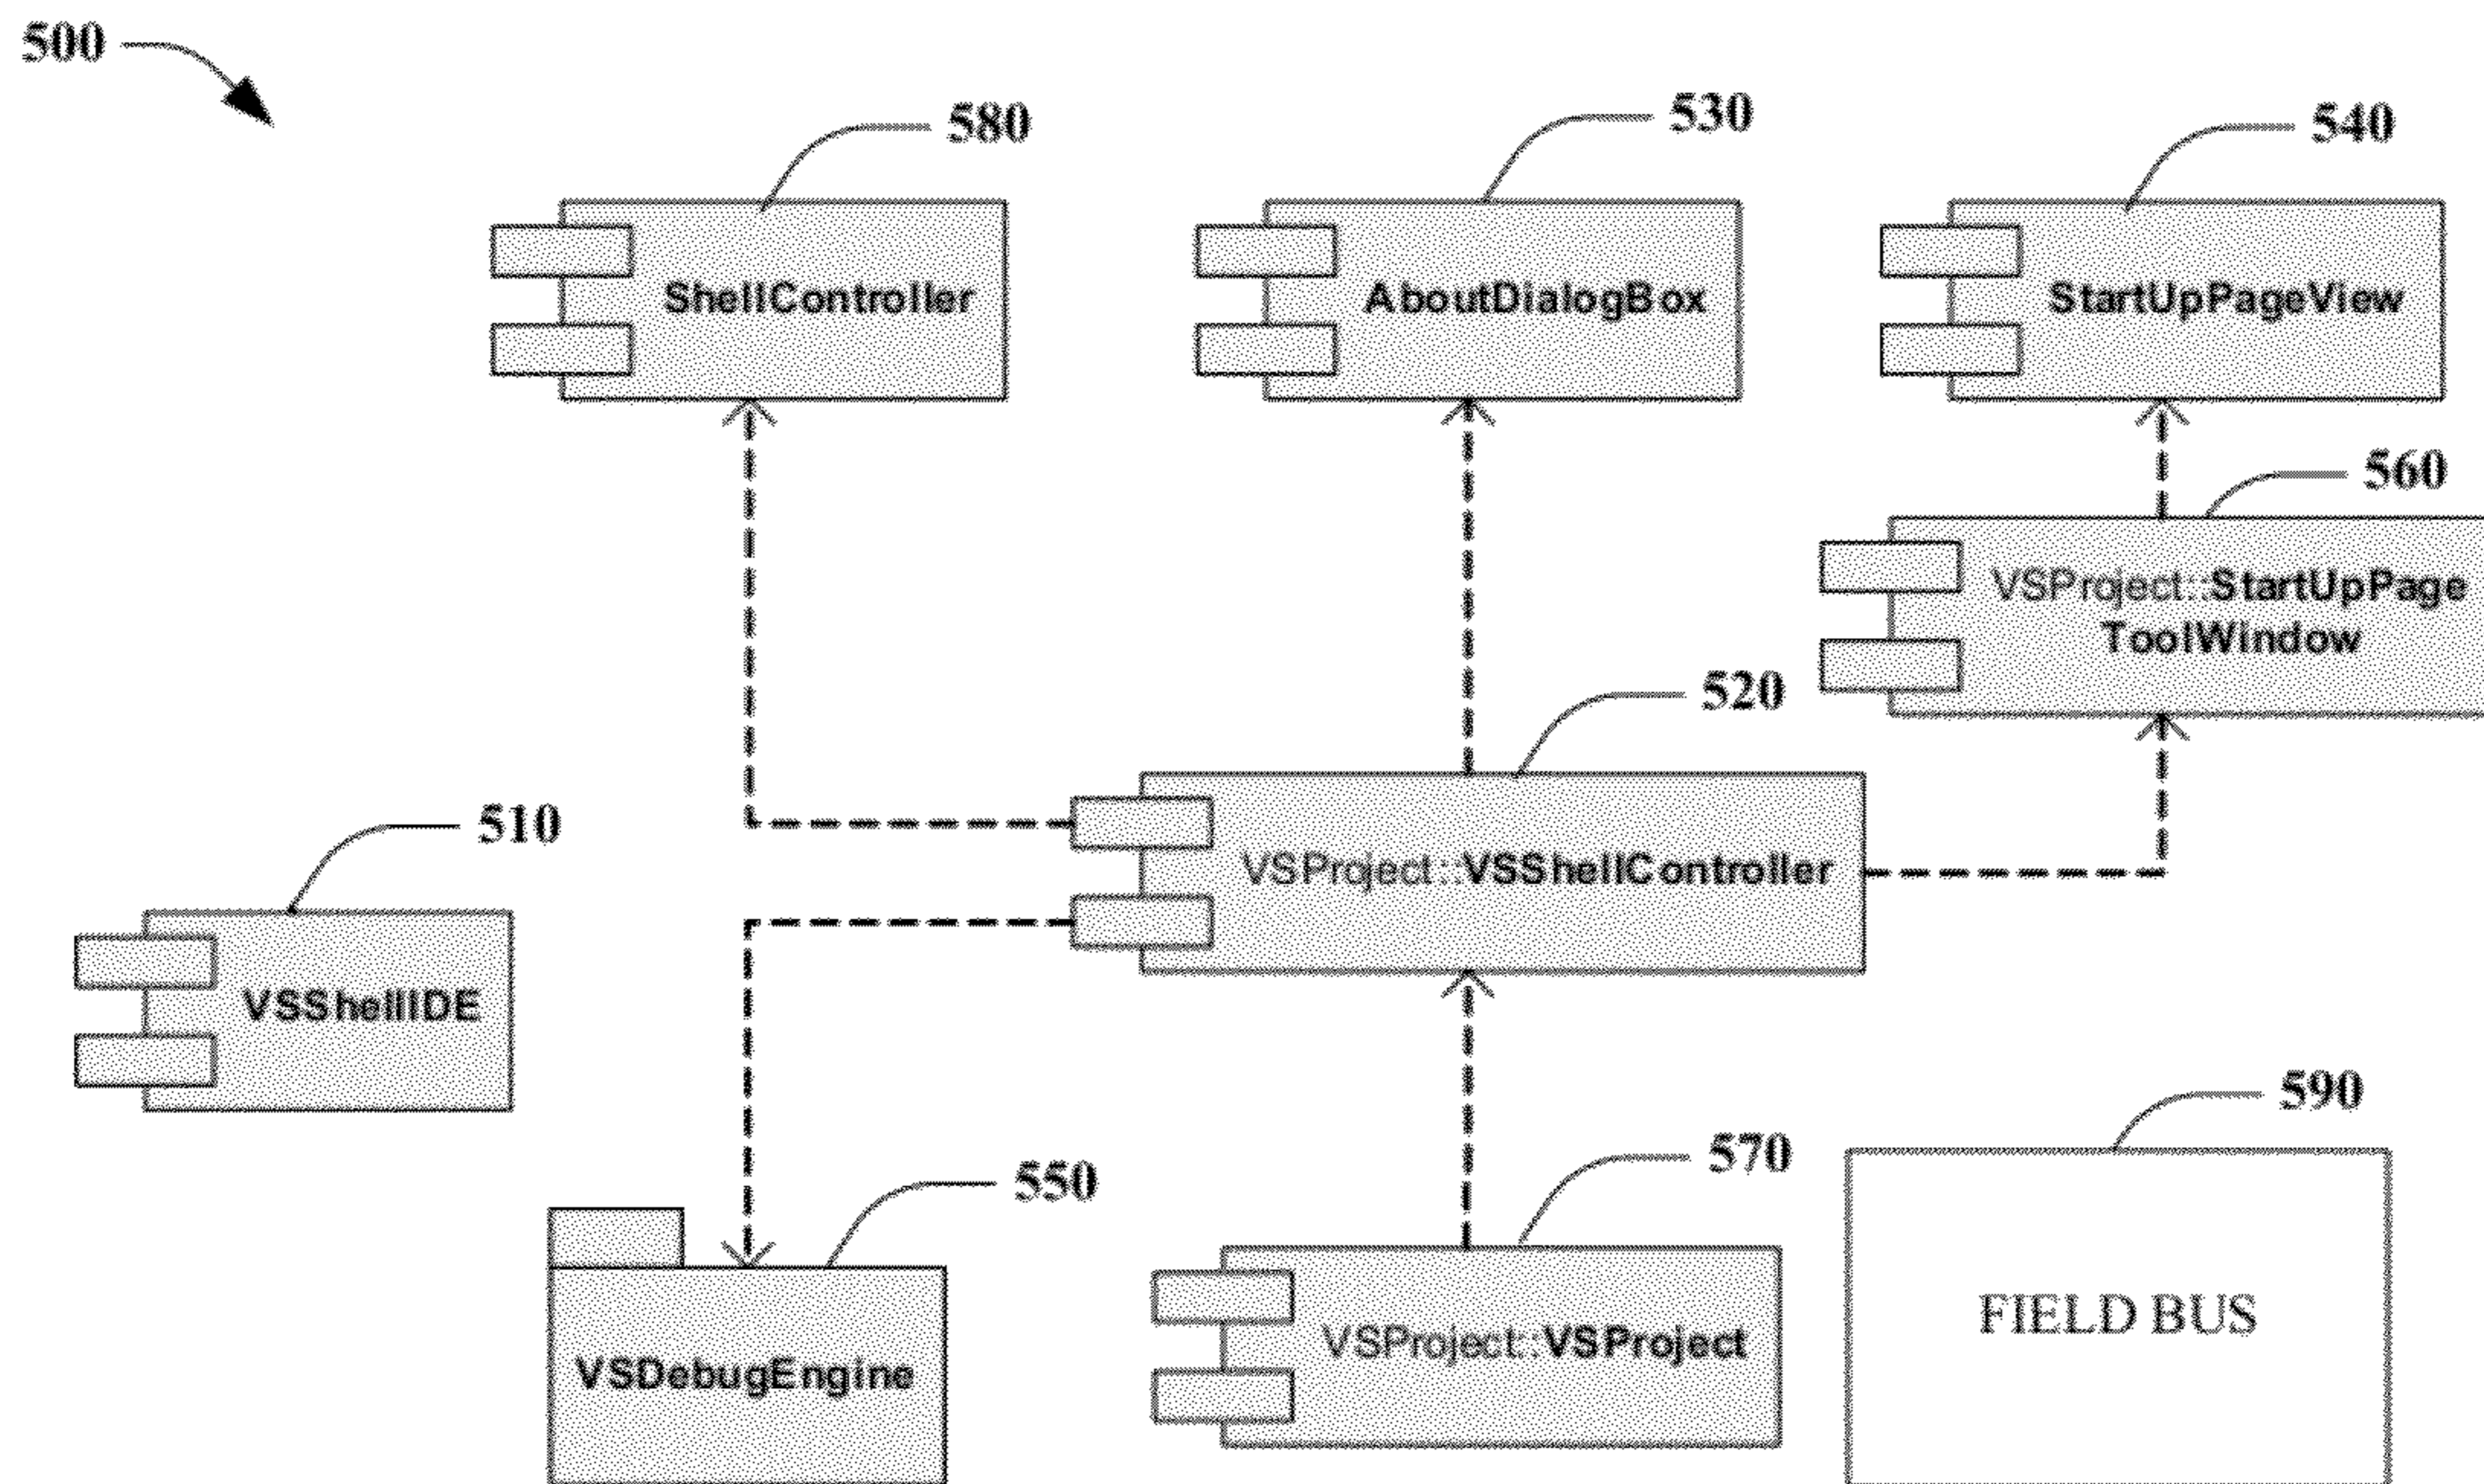 500
580
530
540
ShellController
AboutDialogBox
StartUpPageView
560
VSProject::StartUpPage
ToolWindow
520
510
VSProject::VSShellController
VSShellIDE
590
570
550
FIELD BUS
VSProject::VSProject
VSDebugEngine